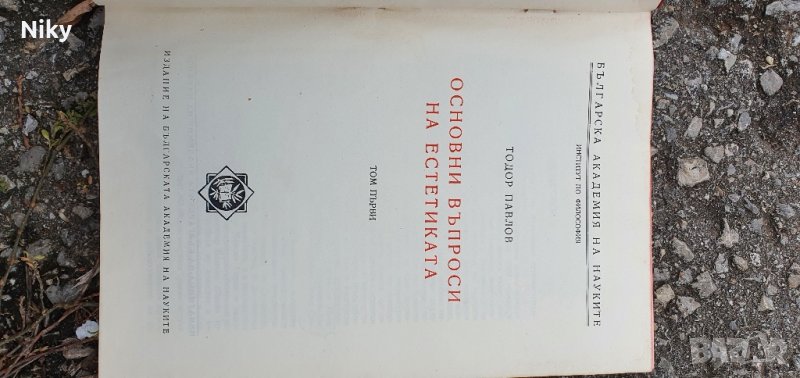 Niky
БЪЛГАРСКА АКАДЕМИЯ НА НАУКИТЕ
ИНСТИТУТ ПО ФИЛОСОФИЯ
ТОДОР ПАВЛОВ
ОСНОВНИ ВЪПРОСИ
НА ЕСТЕТИКАТА
ТОМ ПЪРВИ
ИЗДАНИЕ НА БЪЛГАРСКАТА АКАДЕМИЯ НА НАУКИТЕ
BAZAR